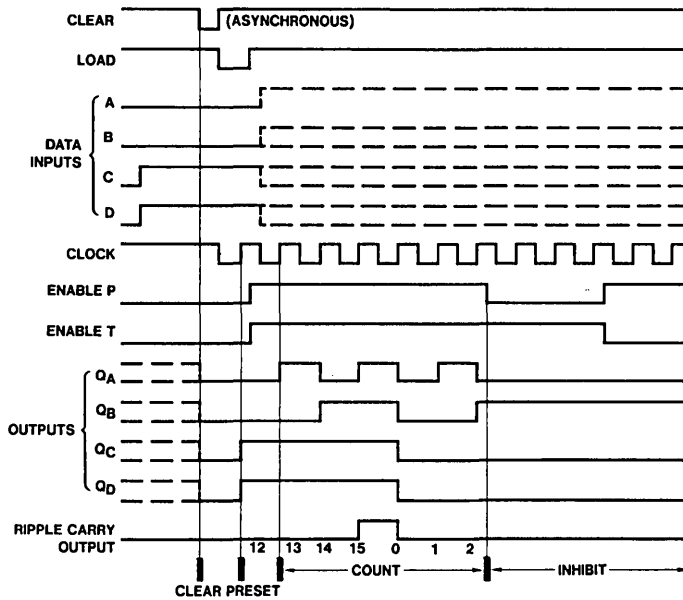 CLEAR (ASYNCHRONOUS)
LOAD
A
B
DATA INPUTS
C
D
CLOCK
ENABLE P
ENABLE T
QA
QB
OUTPUTS
QC
QD
RIPPLE CARRY
OUTPUT
12 13 14 15 0 1 2
COUNT INHIBIT
CLEAR PRESET